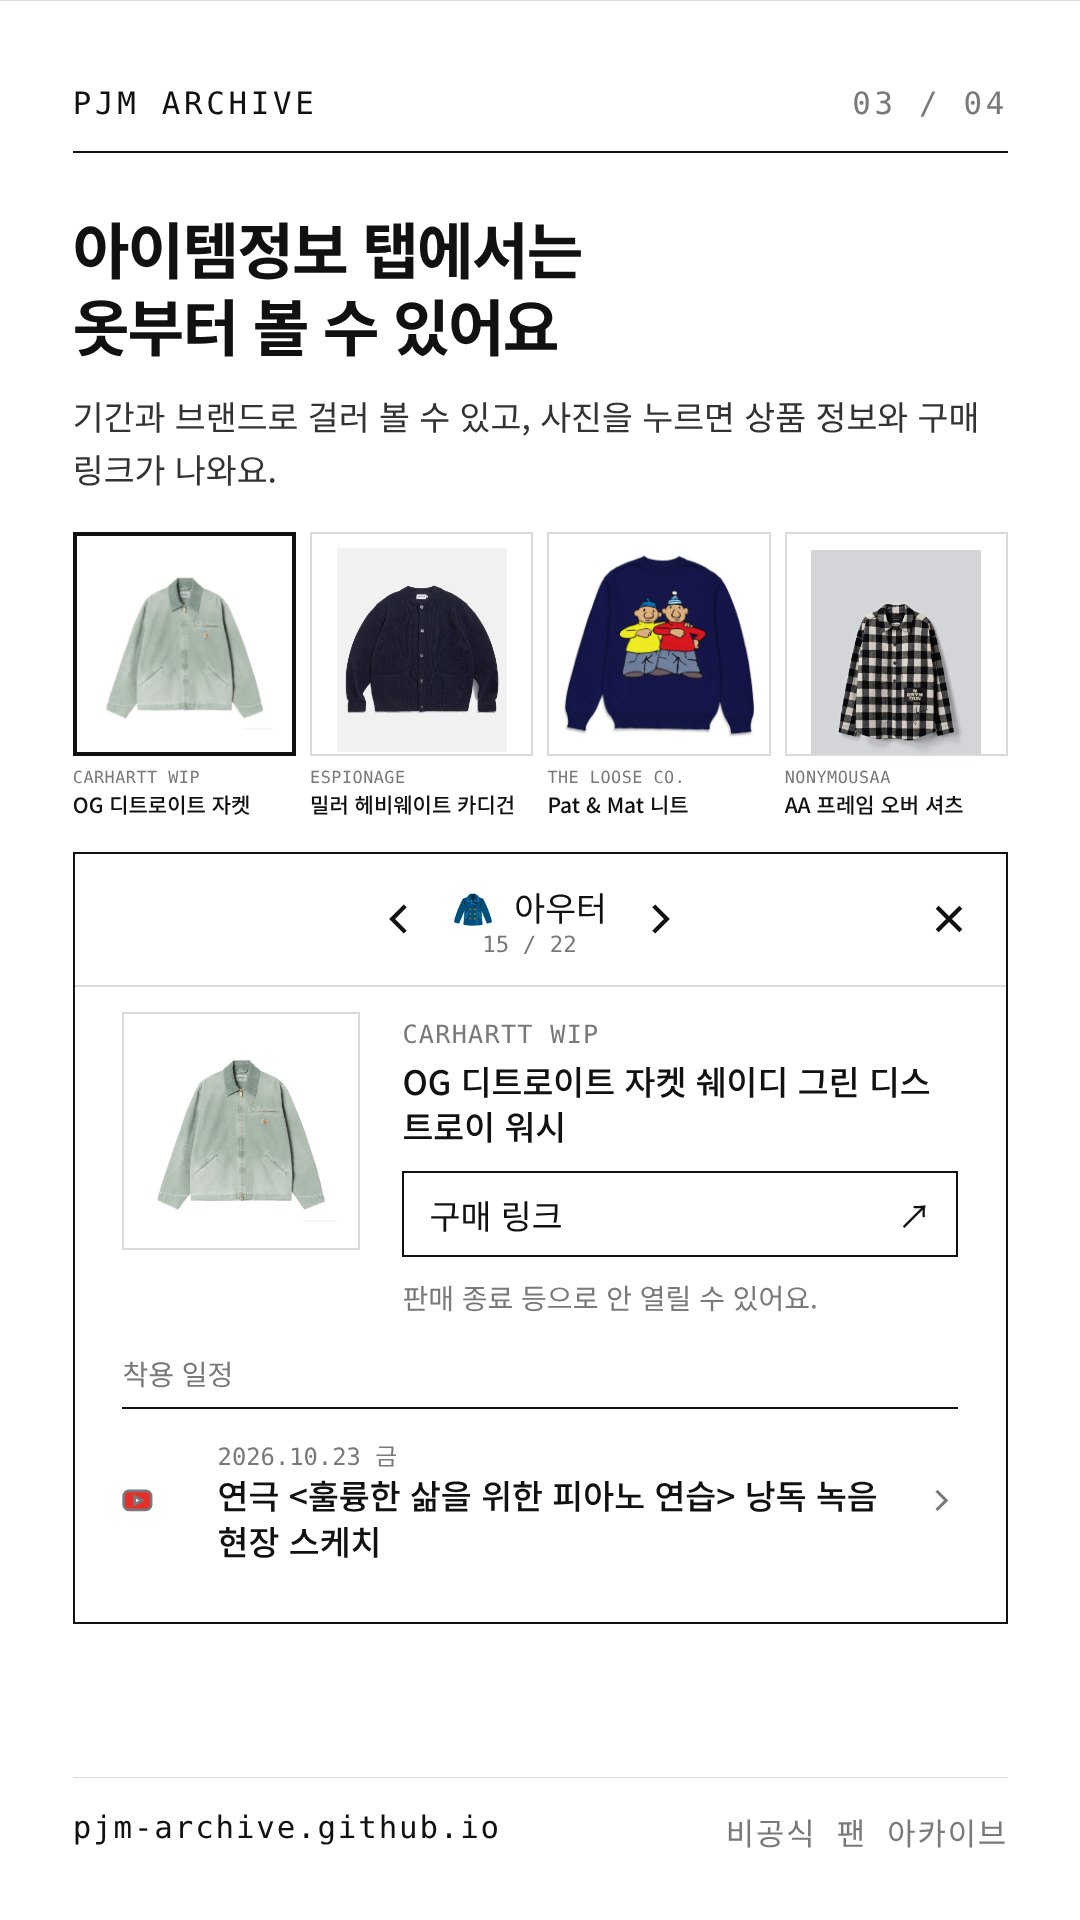 PJM ARCHIVE
03 / 04
아이템정보 탭에서는
옷부터 볼 수 있어요
기간과 브랜드로 걸러 볼 수 있고, 사진을 누르면 상품 정보와 구매
링크가 나와요.
CARHARTT WIP
OG 디트로이트 자켓
ESPIONAGE
밀러 헤비웨이트 카디건
THE LOOSE CO.
Pat & Mat 니트
NONYMOUSAA
AA 프레임 오버 셔츠
아우터
15 / 22
CARHARTT WIP
OG 디트로이트 자켓 쉐이디 그린 디스
트로이 워시
구매 링크 ↗
판매 종료 등으로 안 열릴 수 있어요.
착용 일정
2026.10.23 금
연극 <훌륭한 삶을 위한 피아노 연습> 낭독 녹음
현장 스케치
pjm-archive.github.io
비공식 팬 아카이브